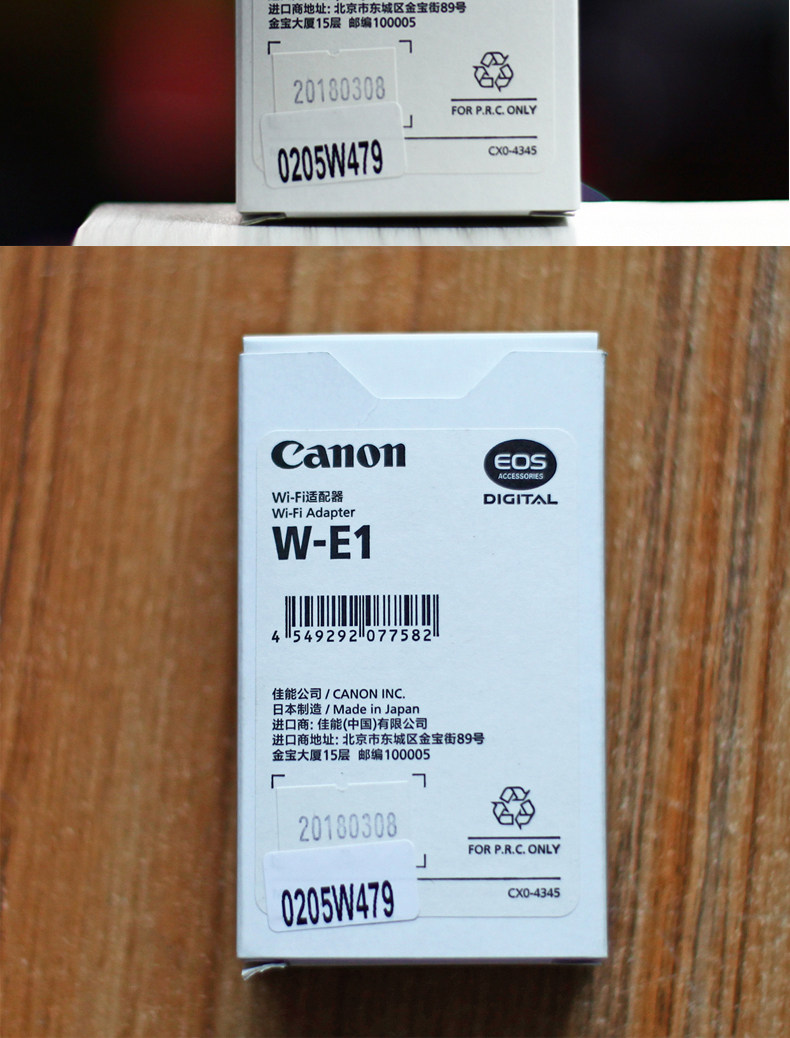 进口商地址: 北京市东城区金宝街89号
金宝大厦15层 邮编100005
20180308
FOR P.R.C. ONLY
0205W479
CX0-4345
Canon
EOS
ACCESSORIES
DIGITAL
Wi-Fi适配器
Wi-Fi Adapter
W-E1
4 549292 077582
佳能公司 / CANON INC.
日本制造 / Made in Japan
进口商: 佳能(中国)有限公司
进口商地址: 北京市东城区金宝街89号
金宝大厦15层 邮编100005
20180308
FOR P.R.C. ONLY
0205W479
CX0-4345